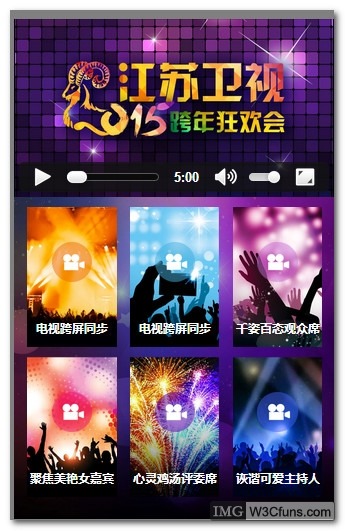 江苏卫视
2015跨年狂欢会
5:00
电视跨屏同步
电视跨屏同步
千姿百态观众席
聚焦美艳女嘉宾
心灵鸡汤评委席
诙谐可爱主持人
IMG W3Cfuns.com